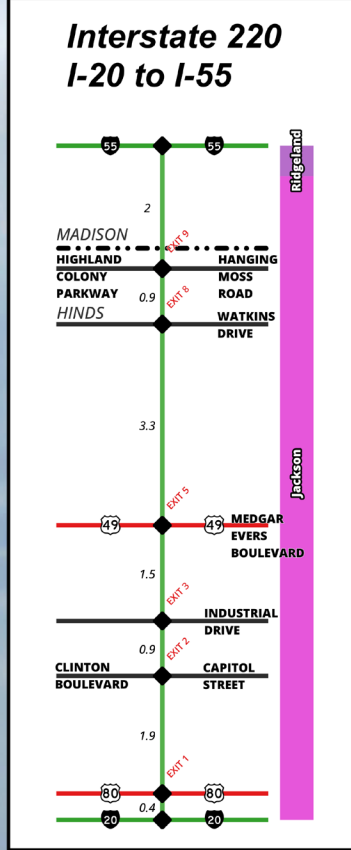 Interstate 220
I-20 to I-55
55 55
Ridgeland
2
MADISON
EXIT 9
HIGHLAND
COLONY
PARKWAY
HANGING
MOSS
ROAD
0.9
EXIT 8
HINDS
WATKINS
DRIVE
3.3
Jackson
EXIT 5
49 49
MEDGAR
EVERS
BOULEVARD
1.5
EXIT 3
INDUSTRIAL
DRIVE
0.9
EXIT 2
CLINTON
BOULEVARD
CAPITOL
STREET
1.9
EXIT 1
80 80
0.4
20 20